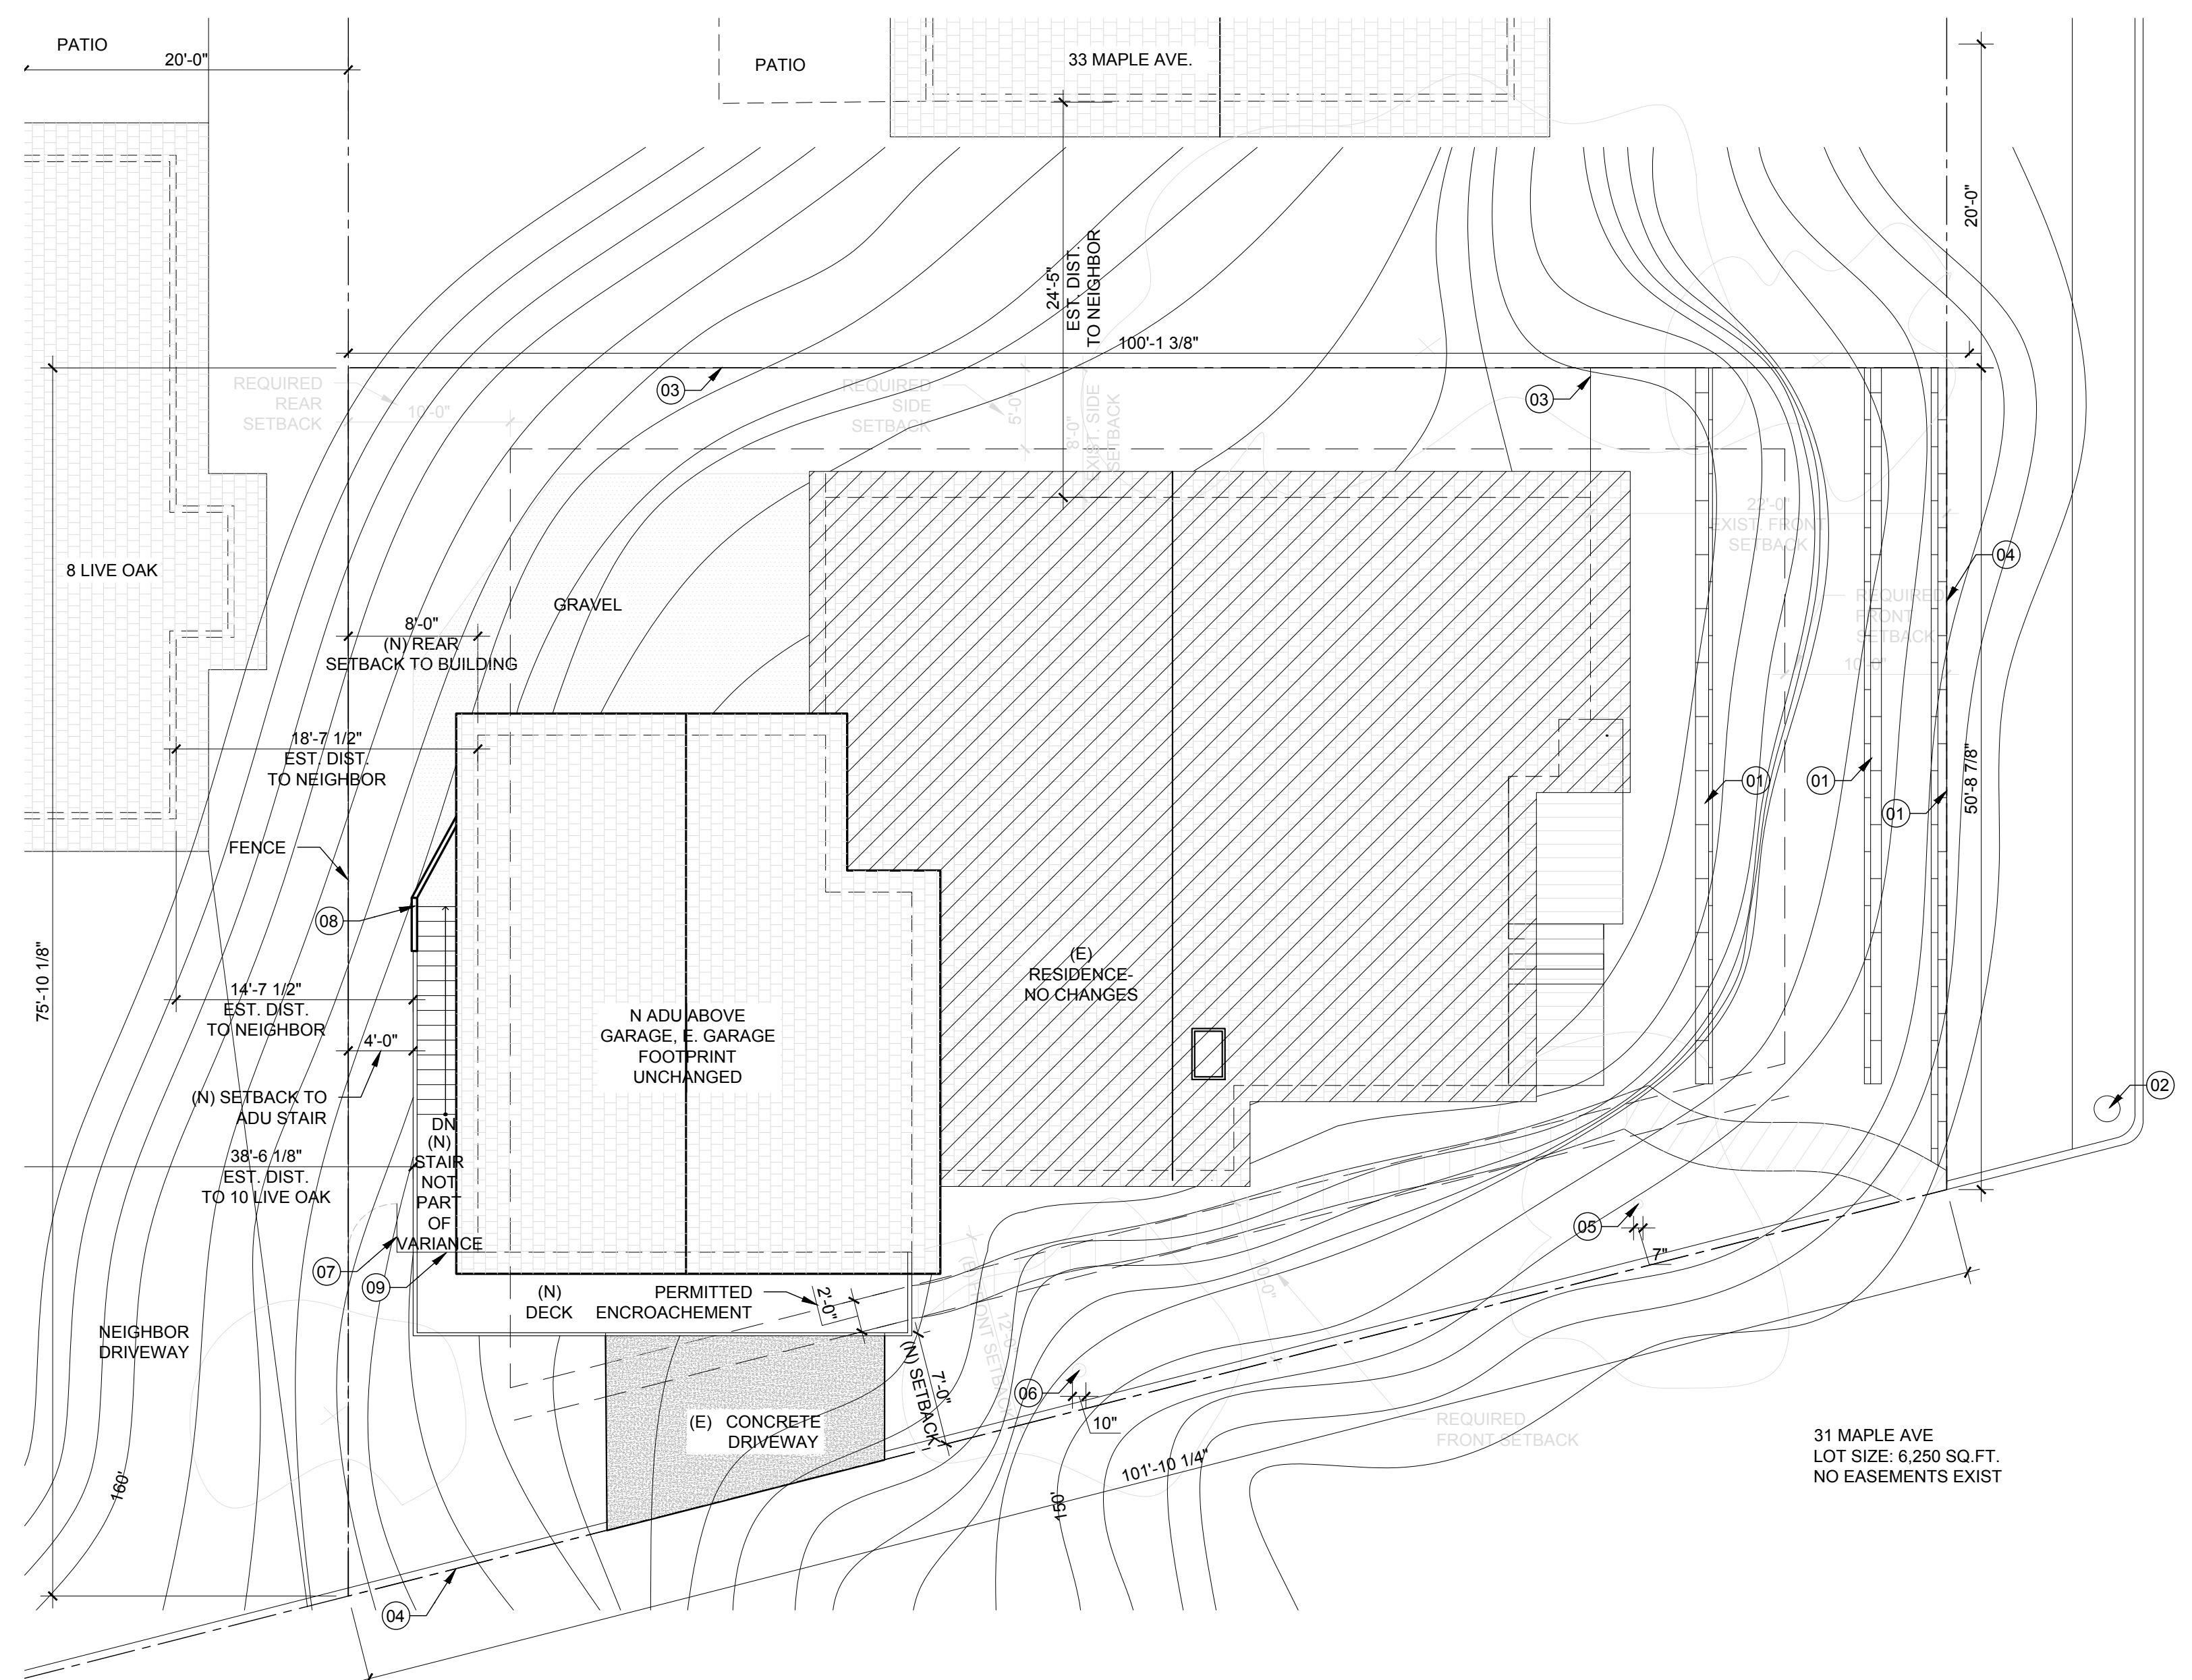 PATIO
20'-0"
PATIO
33 MAPLE AVE.
20'-0"
24'-5"
EST. DIST.
TO NEIGHBOR
100'-1 3/8"
REQUIRED
REAR
SETBACK
10'-0"
03
REQUIRED
SIDE
SETBACK
5'-0"
8'-0"
EXIST. SIDE
SETBACK
03
22'-0"
EXIST. FRONT
SETBACK
04
8 LIVE OAK
GRAVEL
REQUIRED
FRONT
SETBACK
10'-0"
8'-0"
(N) REAR
SETBACK TO BUILDING
18'-7 1/2"
EST. DIST.
TO NEIGHBOR
01
01
01
50'-8 7/8"
FENCE
08
75'-10 1/8"
(E)
RESIDENCE-
NO CHANGES
14'-7 1/2"
EST. DIST.
TO NEIGHBOR
4'-0"
N ADU ABOVE
GARAGE, E. GARAGE
FOOTPRINT
UNCHANGED
(N) SETBACK TO
ADU STAIR
02
DN
(N)
STAIR
NOT
PART
OF
VARIANCE
38'-6 1/8"
EST. DIST.
TO 10 LIVE OAK
07
09
05
7"
(N)
DECK
PERMITTED
ENCROACHEMENT
2'-0"
(E) FRONT SETBACK
12'-0"
10'-0"
NEIGHBOR
DRIVEWAY
7'-0"
(N) SETBACK
06
10"
(E) CONCRETE
DRIVEWAY
REQUIRED
FRONT SETBACK
101'-10 1/4"
160'
150'
31 MAPLE AVE
LOT SIZE: 6,250 SQ.FT.
NO EASEMENTS EXIST
04